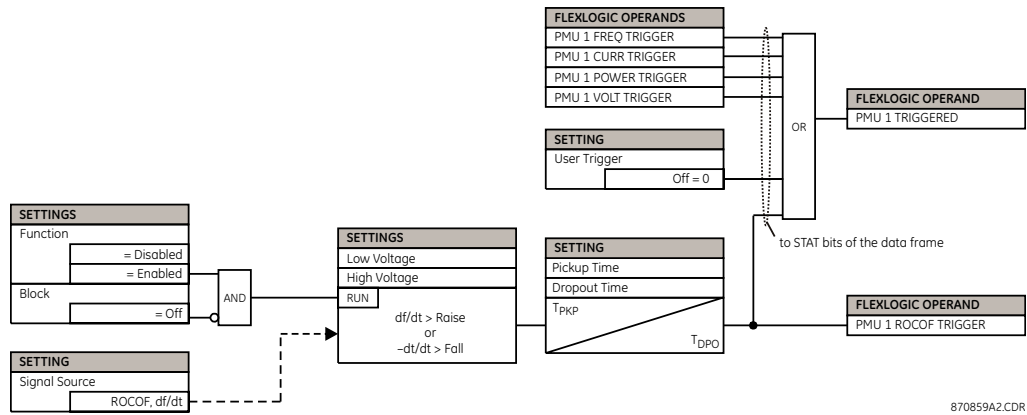 FLEXLOGIC OPERANDS
PMU 1 FREQ TRIGGER
PMU 1 CURR TRIGGER
PMU 1 POWER TRIGGER
PMU 1 VOLT TRIGGER
SETTING
User Trigger
Off = 0
OR
FLEXLOGIC OPERAND
PMU 1 TRIGGERED
to STAT bits of the data frame
SETTINGS
Function
= Disabled
= Enabled
Block
= Off
AND
SETTING
Signal Source
ROCOF, df/dt
SETTINGS
Low Voltage
High Voltage
RUN
df/dt > Raise
or
–dt/dt > Fall
SETTING
Pickup Time
Dropout Time
TPKP
TDPO
FLEXLOGIC OPERAND
PMU 1 ROCOF TRIGGER
870859A2.CDR